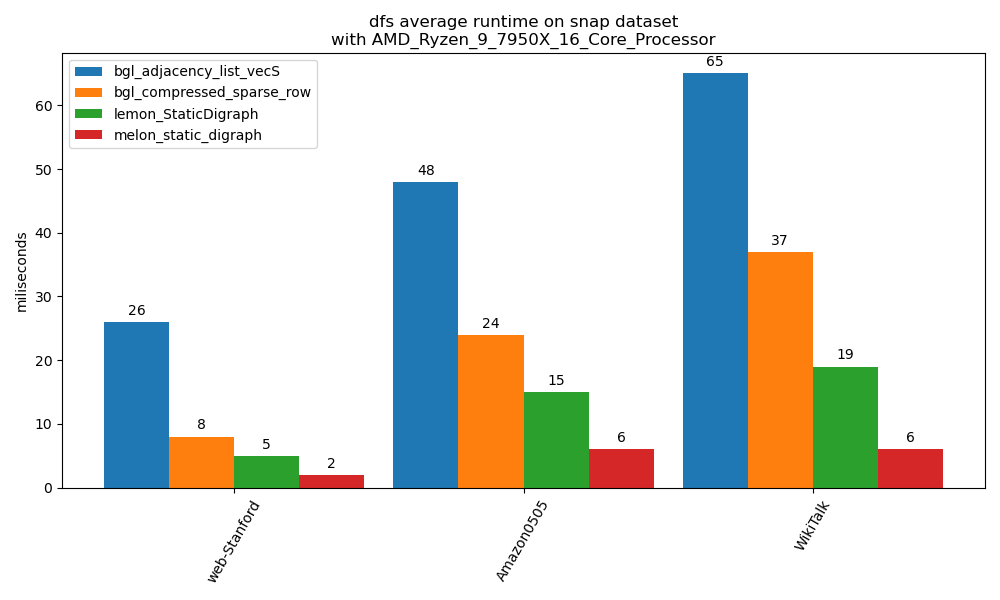 dfs average runtime on snap dataset
with AMD_Ryzen_9_7950X_16_Core_Processor
bgl_adjacency_list_vecS
bgl_compressed_sparse_row
lemon_StaticDigraph
melon_static_digraph
miliseconds
60
50
40
30
20
10
0
26
8
5
2
48
24
15
6
65
37
19
6
web-Stanford
Amazon0505
WikiTalk